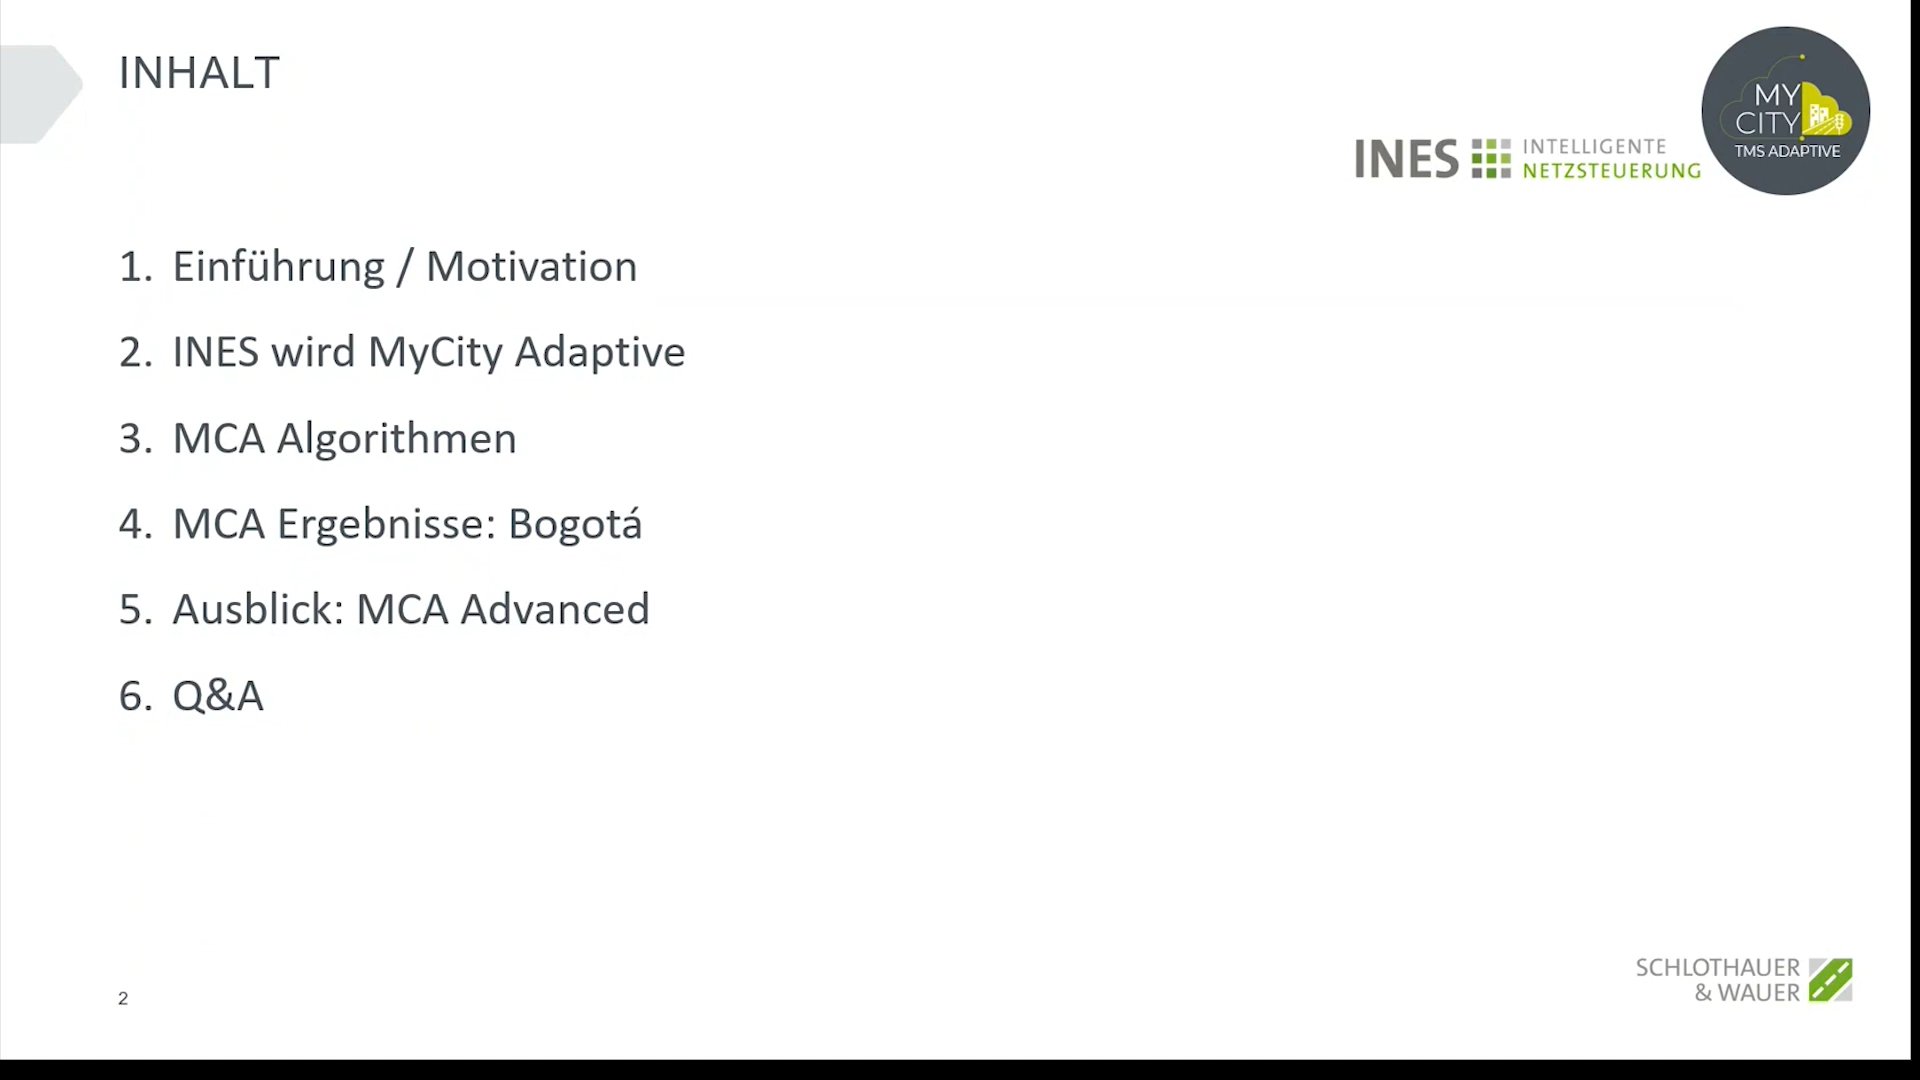 INHALT
MY
CITY
TMS ADAPTIVE
INES INTELLIGENTE
NETZSTEUERUNG
1. Einführung / Motivation
2. INES wird MyCity Adaptive
3. MCA Algorithmen
4. MCA Ergebnisse: Bogotá
5. Ausblick: MCA Advanced
6. Q&A
SCHLOTHAUER
& WAUER
2